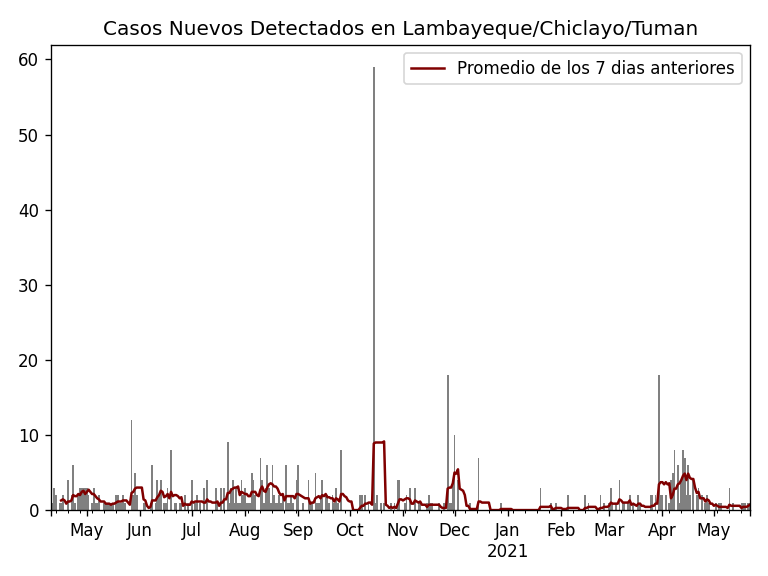 Casos Nuevos Detectados en Lambayeque/Chiclayo/Tuman
Promedio de los 7 dias anteriores
60
50
40
30
20
10
0
May Jun Jul Aug Sep Oct Nov Dec Jan Feb Mar Apr May
2021